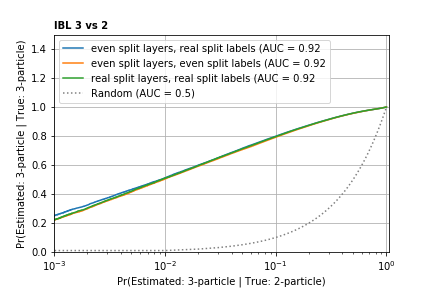 IBL 3 vs 2
Pr(Estimated: 3-particle | True: 3-particle)
1.4
1.2
1.0
0.8
0.6
0.4
0.2
0.0
even split layers, real split labels (AUC = 0.92
even split layers, even split labels (AUC = 0.92
real split layers, real split labels (AUC = 0.92
Random (AUC = 0.5)
10⁻³
10⁻²
10⁻¹
10⁰
Pr(Estimated: 3-particle | True: 2-particle)